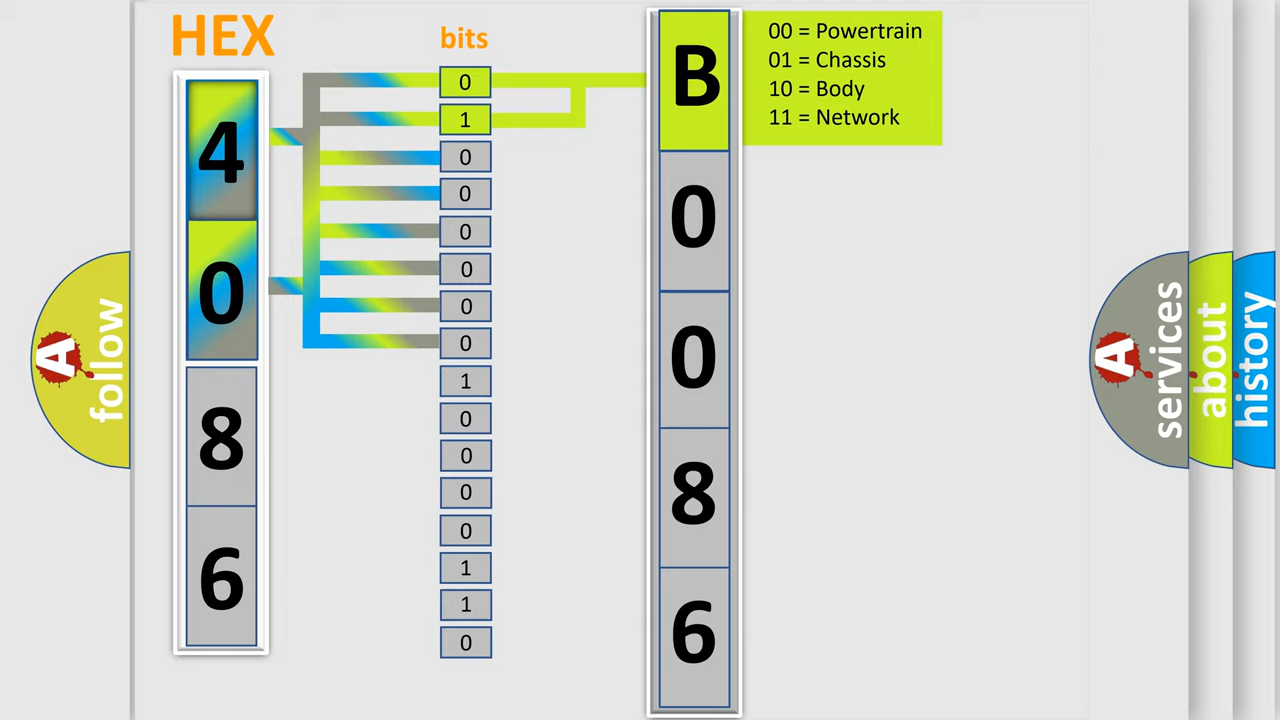 HEX
bits
4
0
8
6
0
1
0
0
0
0
0
0
1
0
0
0
0
1
1
0
B
0
0
8
6
00 = Powertrain
01 = Chassis
10 = Body
11 = Network
A
follow
A
services
about
history